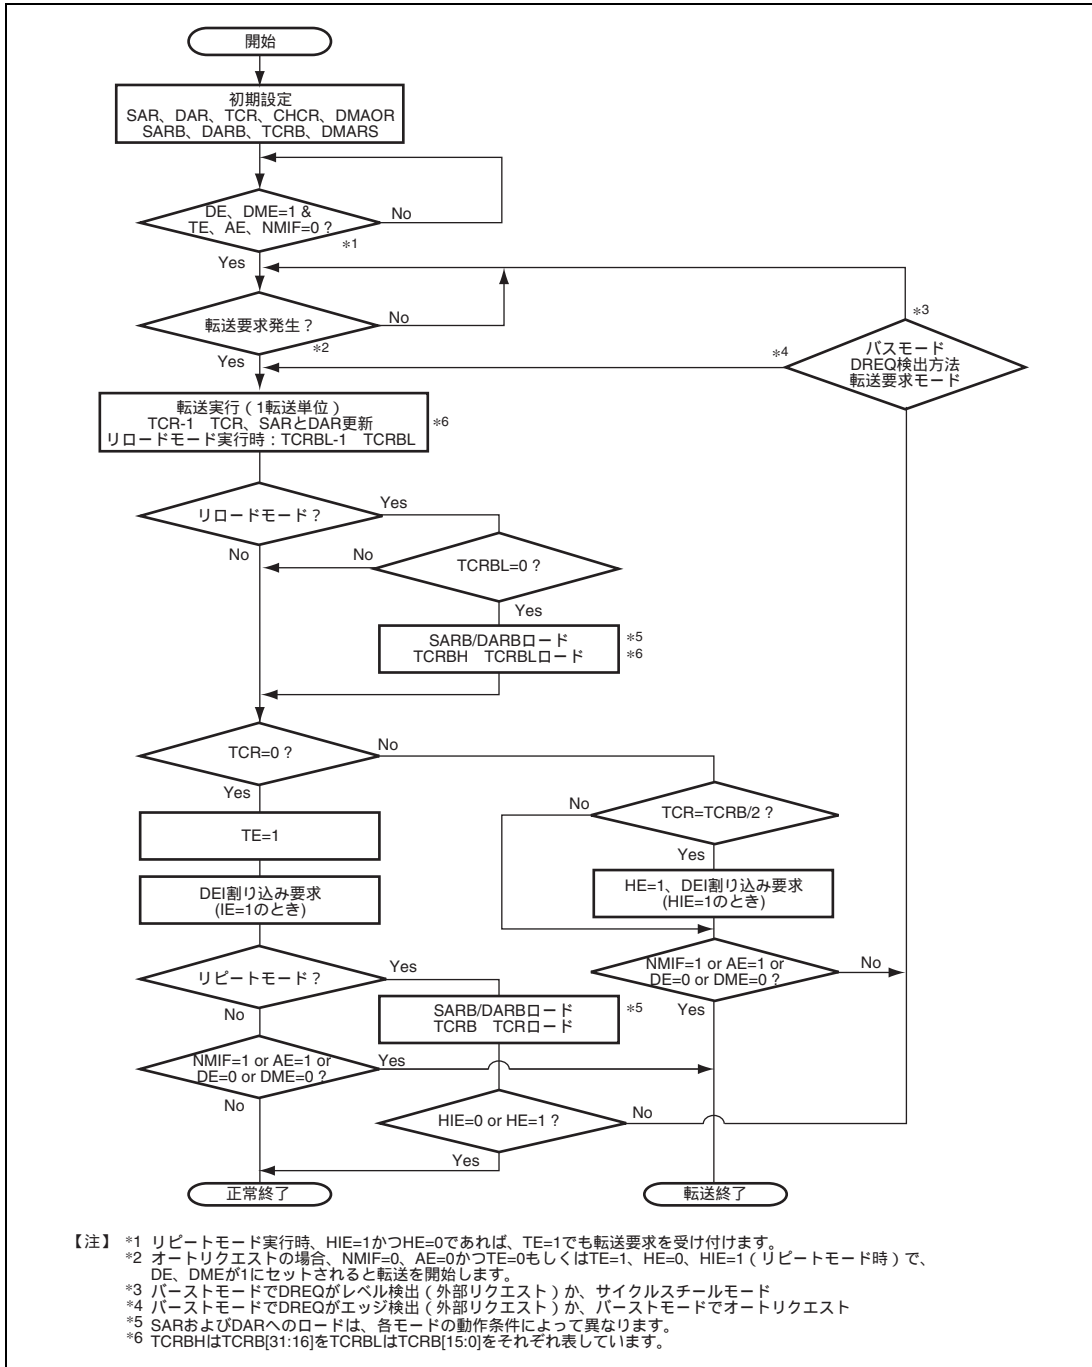 開始
初期設定
SAR、DAR、TCR、CHCR、DMAOR
SARB、DARB、TCRB、DMARS
DE、DME=1 &
TE、AE、NMIF=0 ?
No
*1
Yes
転送要求発生？
No
*2
Yes
*3
*4
バスモード
DREQ検出方法
転送要求モード
転送実行（1転送単位）
TCR-1 TCR、SARとDAR更新
リロードモード実行時：TCRBL-1 TCRBL
*6
リロードモード？
Yes
No
TCRBL=0 ?
No
Yes
SARB/DARBロード
TCRBH TCRBLロード
*5
*6
TCR=0 ?
No
Yes
TCR=TCRB/2 ?
No
Yes
TE=1
HE=1、DEI割り込み要求
(HIE=1のとき)
DEI割り込み要求
(IE=1のとき)
NMIF=1 or AE=1 or
DE=0 or DME=0 ?
No
Yes
リピートモード？
Yes
No
SARB/DARBロード
TCRB TCRロード
*5
NMIF=1 or AE=1 or
DE=0 or DME=0 ?
Yes
No
HIE=0 or HE=1 ?
No
Yes
正常終了
転送終了
【注】 *1 リピートモード実行時、HIE=1かつHE=0であれば、TE=1でも転送要求を受け付けます。
*2 オートリクエストの場合、NMIF=0、AE=0かつTE=0もしくはTE=1、HE=0、HIE=1（リピートモード時）で、
DE、DMEが1にセットされると転送を開始します。
*3 バーストモードでDREQがレベル検出（外部リクエスト）か、サイクルスチールモード
*4 バーストモードでDREQがエッジ検出（外部リクエスト）か、バーストモードでオートリクエスト
*5 SARおよびDARへのロードは、各モードの動作条件によって異なります。
*6 TCRBHはTCRB[31:16]をTCRBLはTCRB[15:0]をそれぞれ表しています。